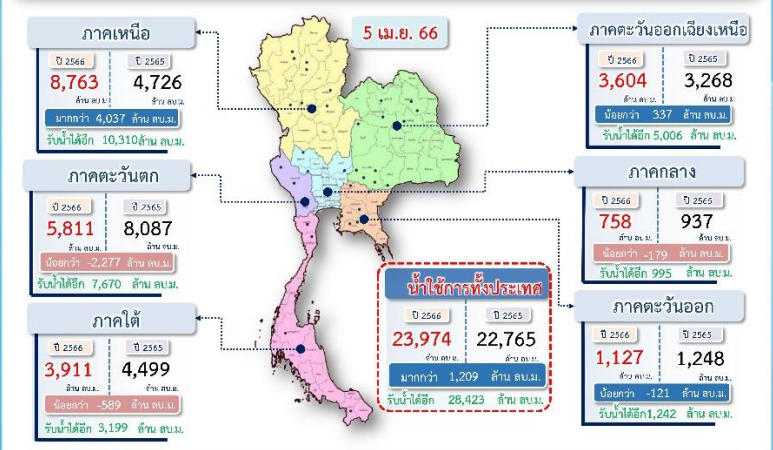 5 เม.ย. 66
ภาคเหนือ
ปี 2566 ปี 2565
8,763 4,726
ล้าน ลบ.ม. ล้าน ลบ.ม.
มากกว่า 4,037 ล้าน ลบ.ม.
รับน้ำได้อีก 10,310ล้าน ลบ.ม.
ภาคตะวันออกเฉียงเหนือ
ปี 2566 ปี 2565
3,604 3,268
ล้าน ลบ.ม. ล้าน ลบ.ม.
น้อยกว่า 337 ล้าน ลบ.ม.
รับน้ำได้อีก 5,006 ล้าน ลบ.ม.
ภาคตะวันตก
ปี 2566 ปี 2565
5,811 8,087
ล้าน ลบ.ม. ล้าน ลบ.ม.
น้อยกว่า -2,277 ล้าน ลบ.ม.
รับน้ำได้อีก 7,670 ล้าน ลบ.ม.
ภาคกลาง
ปี 2566 ปี 2565
758 937
ล้าน ลบ.ม. ล้าน ลบ.ม.
น้อยกว่า -179 ล้าน ลบ.ม.
รับน้ำได้อีก 995 ล้าน ลบ.ม.
ภาคใต้
ปี 2566 ปี 2565
3,911 4,499
ล้าน ลบ.ม. ล้าน ลบ.ม.
น้อยกว่า -589 ล้าน ลบ.ม.
รับน้ำได้อีก 3,199 ล้าน ลบ.ม.
น้ำใช้การทั้งประเทศ
ปี 2566 ปี 2565
23,974 22,765
ล้าน ลบ.ม. ล้าน ลบ.ม.
มากกว่า 1,209 ล้าน ลบ.ม.
รับน้ำได้อีก 28,423 ล้าน ลบ.ม.
ภาคตะวันออก
ปี 2566 ปี 2565
1,127 1,248
ล้าน ลบ.ม. ล้าน ลบ.ม.
น้อยกว่า -121 ล้าน ลบ.ม.
รับน้ำได้อีก1,242 ล้าน ลบ.ม.